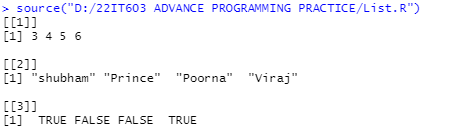 > source("D:/22IT603 ADVANCE PROGRAMMING PRACTICE/List.R")
[[1]]
[1] 3 4 5 6
[[2]]
[1] "shubham" "Prince"  "Poorna"  "Viraj"
[[3]]
[1]  TRUE FALSE FALSE  TRUE